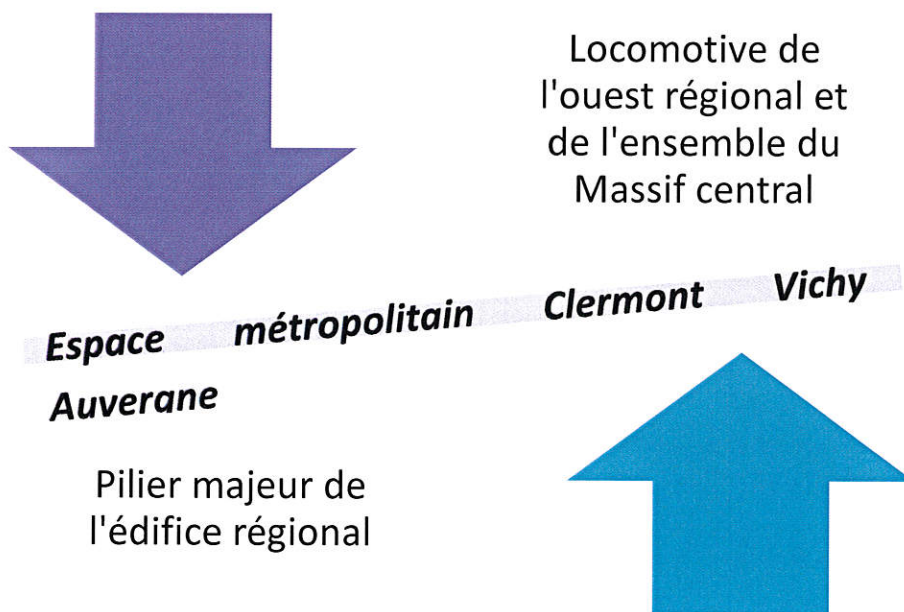 Locomotive de
l'ouest régional et
de l'ensemble du
Massif central
Espace métropolitain Clermont Vichy
Auverane
Pilier majeur de
l'édifice régional